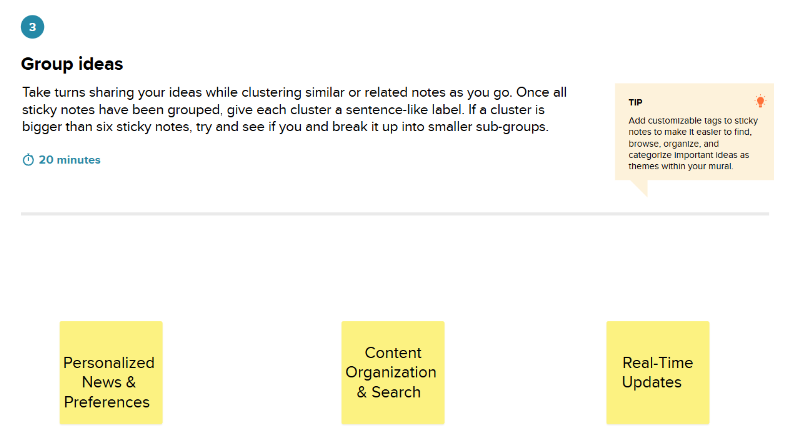 3
Group ideas
Take turns sharing your ideas while clustering similar or related notes as you go. Once all
sticky notes have been grouped, give each cluster a sentence-like label. If a cluster is
bigger than six sticky notes, try and see if you and break it up into smaller sub-groups.
20 minutes
TIP
Add customizable tags to sticky
notes to make it easier to find,
browse, organize, and
categorize important ideas as
themes within your mural.
Personalized
News &
Preferences
Content
Organization
& Search
Real-Time
Updates